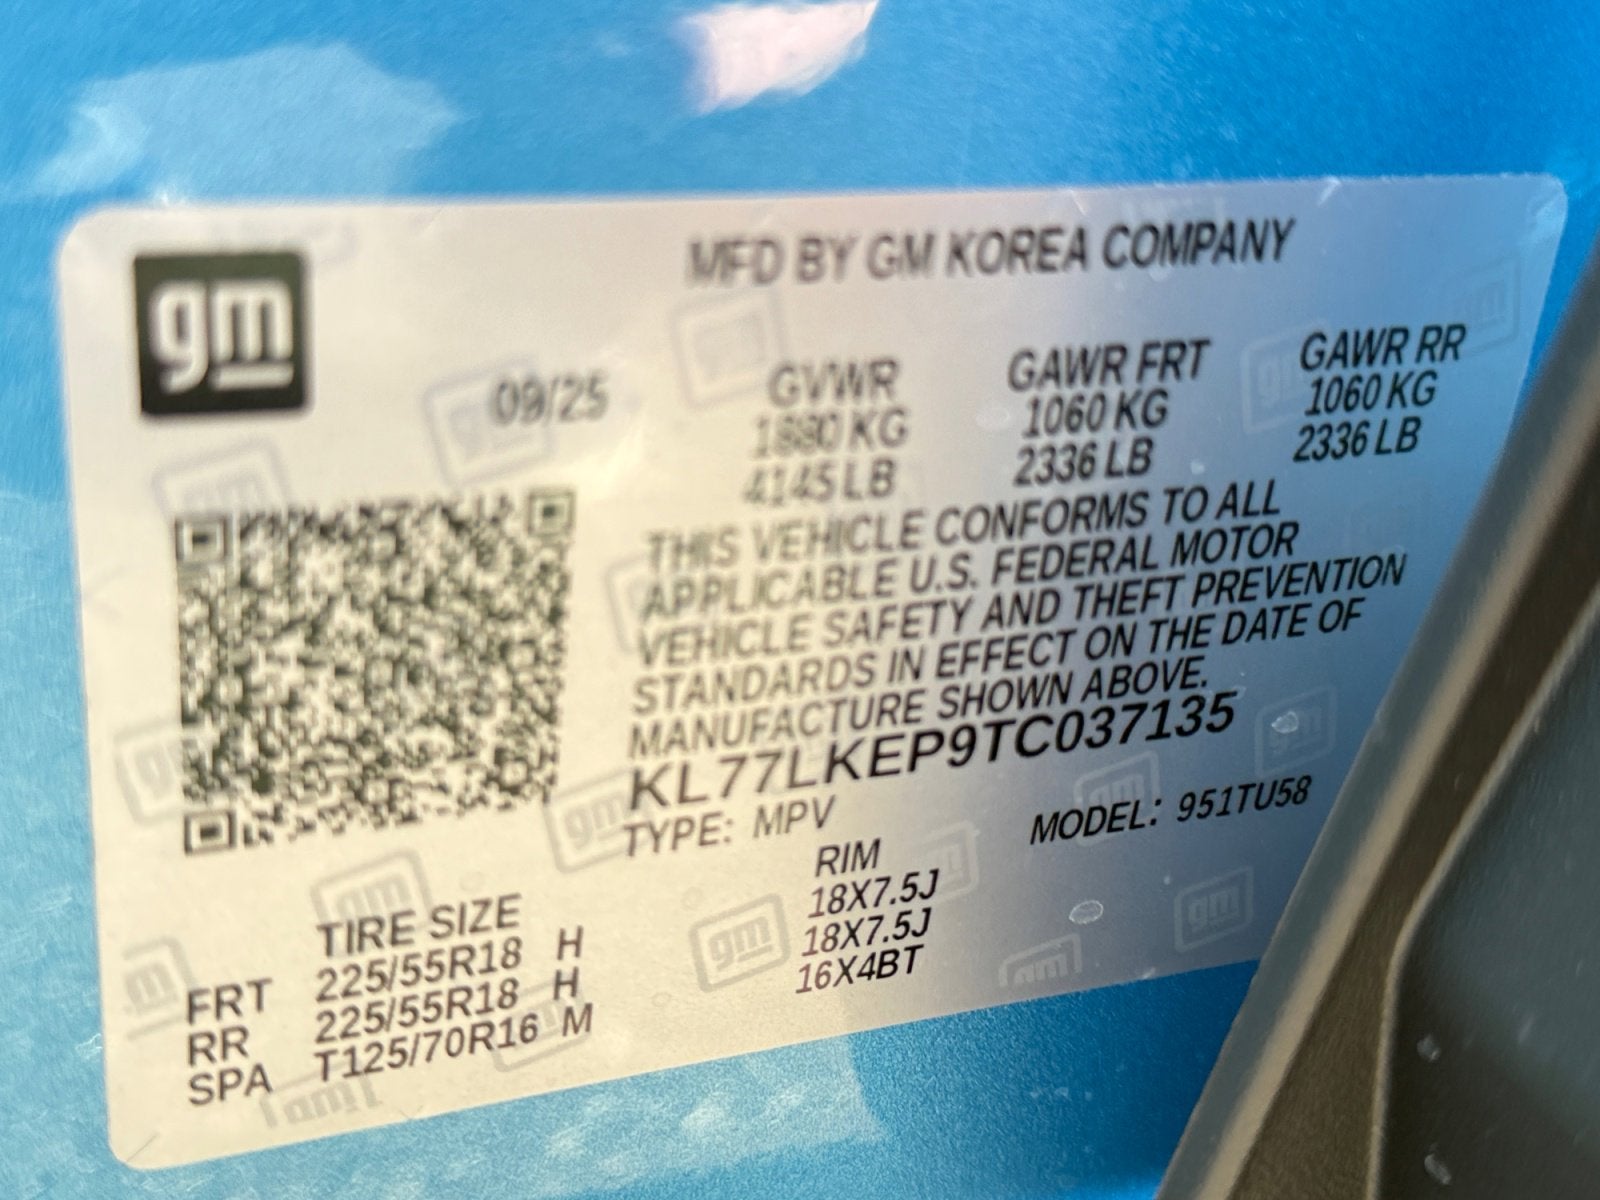 gm
MFD BY GM KOREA COMPANY
09/25
GVWR GAWR FRT GAWR RR
1880 KG 1060 KG 1060 KG
4145 LB 2336 LB 2336 LB
THIS VEHICLE CONFORMS TO ALL
APPLICABLE U.S. FEDERAL MOTOR
VEHICLE SAFETY AND THEFT PREVENTION
STANDARDS IN EFFECT ON THE DATE OF
MANUFACTURE SHOWN ABOVE.
KL77LKEP9TC037135
TYPE: MPV MODEL: 951TU58
TIRE SIZE RIM
FRT 225/55R18 H 18X7.5J
RR 225/55R18 H 18X7.5J
SPA T125/70R16 M 16X4BT